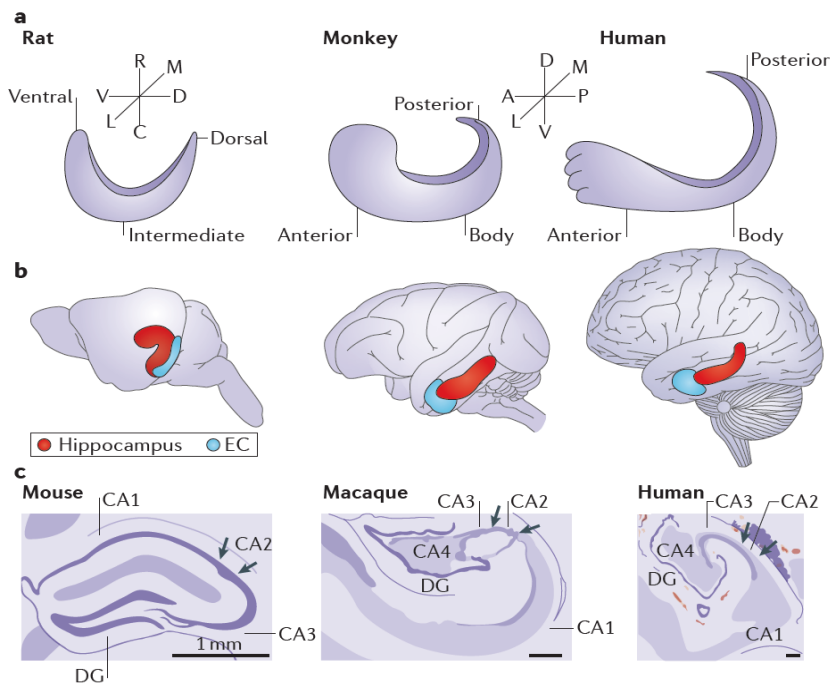 a
Rat
Monkey
Human
R
M
V
D
L
C
Ventral
Dorsal
Intermediate
Posterior
Anterior
Body
D
M
A
P
L
V
Posterior
Anterior
Body
b
Hippocampus
EC
c
Mouse
CA1
CA2
CA3
1 mm
DG
Macaque
CA3
CA2
CA4
DG
CA1
Human
CA3
CA2
CA4
DG
CA1